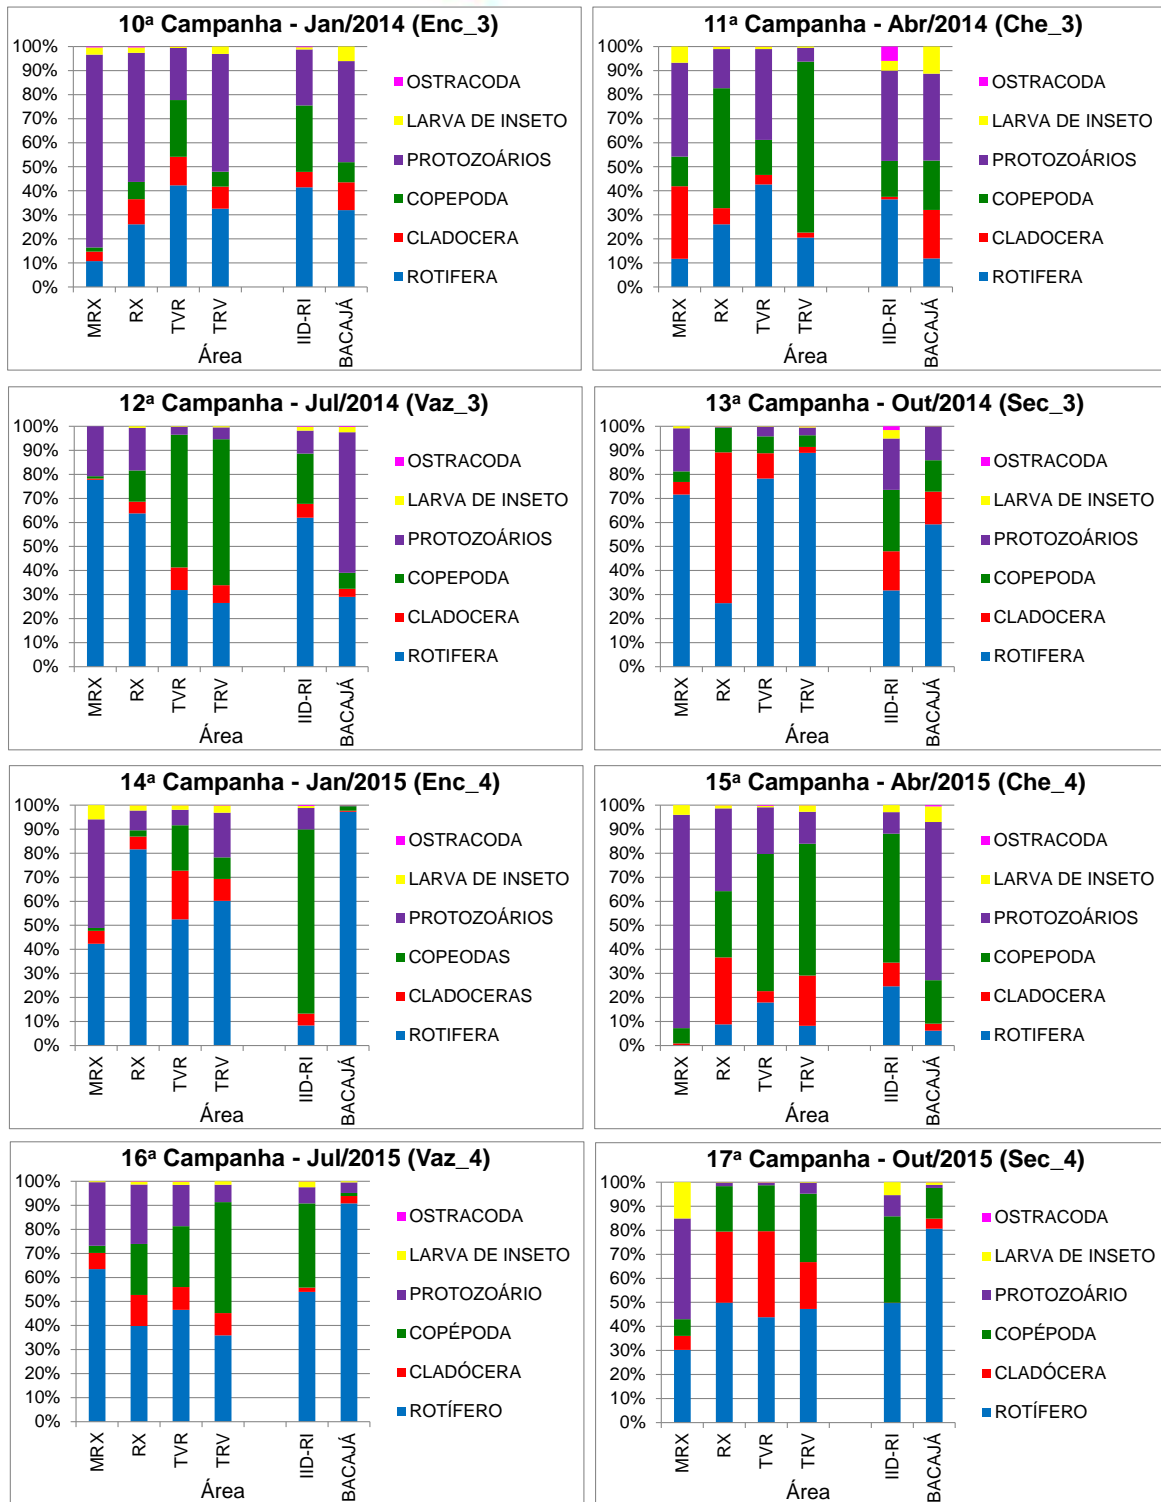 10ª Campanha - Jan/2014 (Enc_3)
100%
90%
80%
70%
60%
50%
40%
30%
20%
10%
0%
OSTRACODA
LARVA DE INSETO
PROTOZOÁRIOS
COPEPODA
CLADOCERA
ROTIFERA
MRX
RX
TVR
TRV
IID-RI
BACAJÁ
Área
11ª Campanha - Abr/2014 (Che_3)
100%
90%
80%
70%
60%
50%
40%
30%
20%
10%
0%
OSTRACODA
LARVA DE INSETO
PROTOZOÁRIOS
COPEPODA
CLADOCERA
ROTIFERA
MRX
RX
TVR
TRV
IID-RI
BACAJÁ
Área
12ª Campanha - Jul/2014 (Vaz_3)
100%
90%
80%
70%
60%
50%
40%
30%
20%
10%
0%
OSTRACODA
LARVA DE INSETO
PROTOZOÁRIOS
COPEPODA
CLADOCERA
ROTIFERA
MRX
RX
TVR
TRV
IID-RI
BACAJÁ
Área
13ª Campanha - Out/2014 (Sec_3)
100%
90%
80%
70%
60%
50%
40%
30%
20%
10%
0%
OSTRACODA
LARVA DE INSETO
PROTOZOÁRIOS
COPEPODA
CLADOCERA
ROTIFERA
MRX
RX
TVR
TRV
IID-RI
BACAJÁ
Área
14ª Campanha - Jan/2015 (Enc_4)
100%
90%
80%
70%
60%
50%
40%
30%
20%
10%
0%
OSTRACODA
LARVA DE INSETO
PROTOZOÁRIOS
COPEODAS
CLADOCERAS
ROTIFERA
MRX
RX
TVR
TRV
IID-RI
BACAJÁ
Área
15ª Campanha - Abr/2015 (Che_4)
100%
90%
80%
70%
60%
50%
40%
30%
20%
10%
0%
OSTRACODA
LARVA DE INSETO
PROTOZOÁRIOS
COPEPODA
CLADOCERA
ROTIFERA
MRX
RX
TVR
TRV
IID-RI
BACAJÁ
Área
16ª Campanha - Jul/2015 (Vaz_4)
100%
90%
80%
70%
60%
50%
40%
30%
20%
10%
0%
OSTRACODA
LARVA DE INSETO
PROTOZOÁRIO
COPÉPODA
CLADÓCERA
ROTÍFERO
MRX
RX
TVR
TRV
IID-RI
BACAJÁ
Área
17ª Campanha - Out/2015 (Sec_4)
100%
90%
80%
70%
60%
50%
40%
30%
20%
10%
0%
OSTRACODA
LARVA DE INSETO
PROTOZOÁRIO
COPÉPODA
CLADÓCERA
ROTÍFERO
MRX
RX
TVR
TRV
IID-RI
BACAJÁ
Área